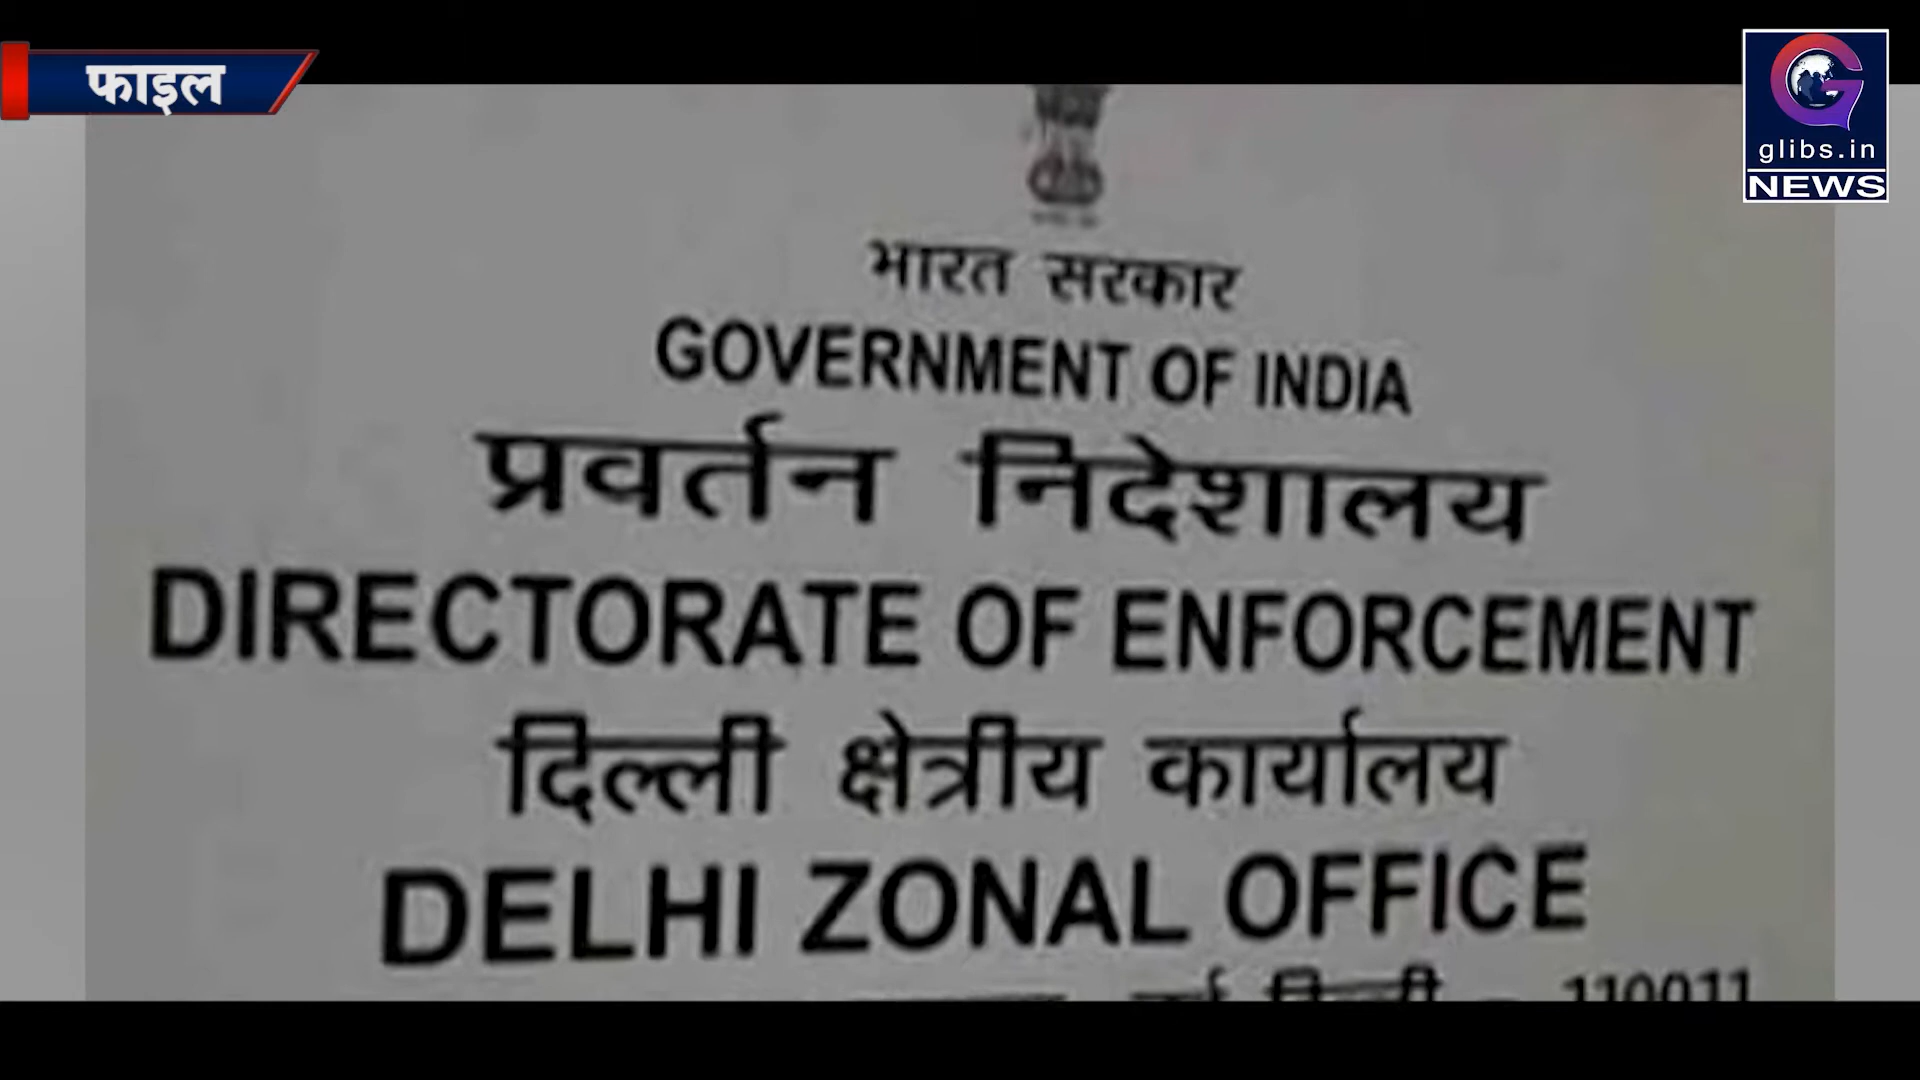 फाइल
glibs.in
NEWS
भारत सरकार
GOVERNMENT OF INDIA
प्रवर्तन निदेशालय
DIRECTORATE OF ENFORCEMENT
दिल्ली क्षेत्रीय कार्यालय
DELHI ZONAL OFFICE
दिल्ली - 110011